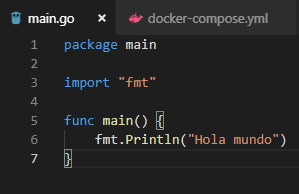 main.go × docker-compose.yml
1 package main
2
3 import "fmt"
4
5 func main() {
6 fmt.Println("Hola mundo")
7 }